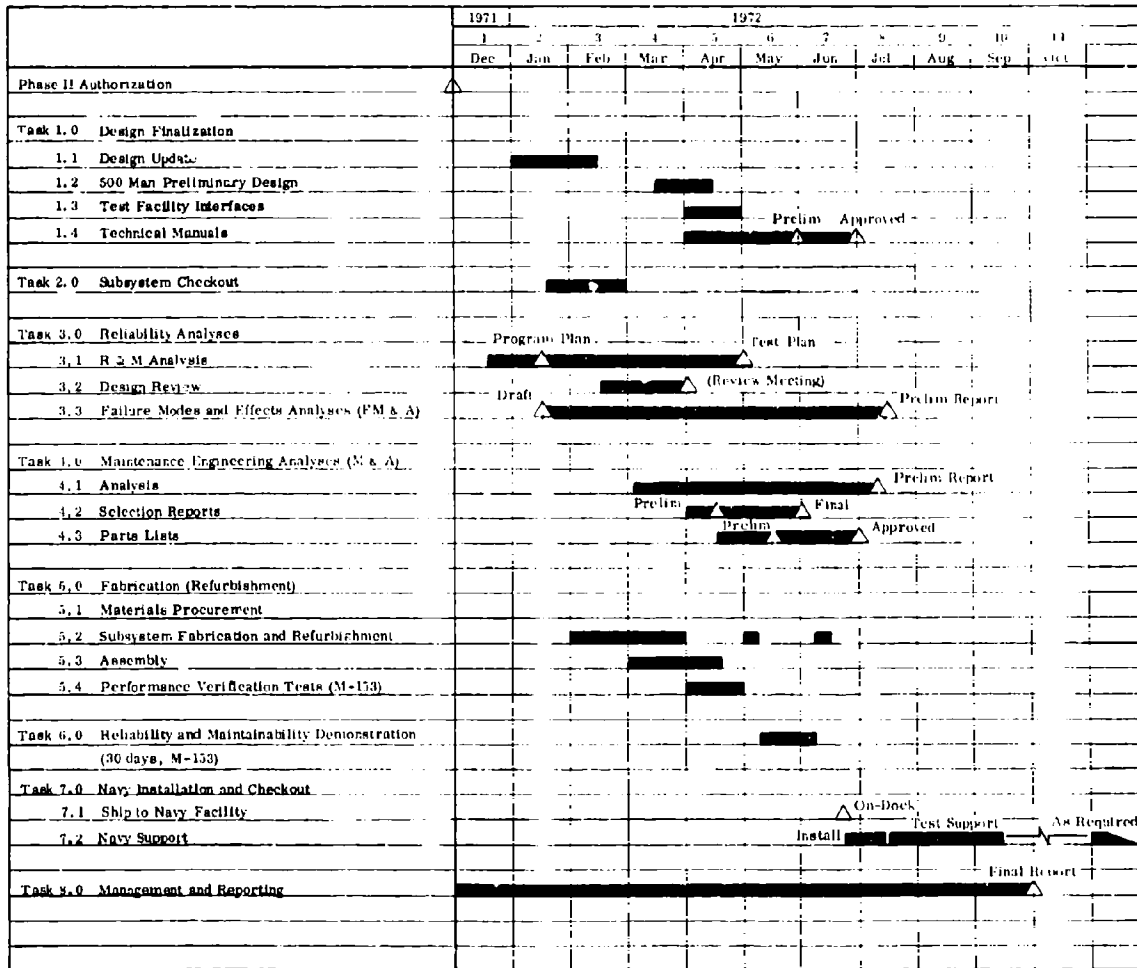 1971 1972
1 2 3 4 5 6 7 8 9 10 11
Dec Jan Feb Mar Apr May Jun Jul Aug Sep Oct
Phase II Authorization
Task 1.0 Design Finalization
1.1 Design Update
1.2 500 Man Preliminary Design
1.3 Test Facility Interfaces
Prelim Approved
1.4 Technical Manuals
Task 2.0 Subsystem Checkout
Task 3.0 Reliability Analyses
Program Plan Test Plan
3.1 R & M Analysis
3.2 Design Review (Review Meeting)
Draft
3.3 Failure Modes and Effects Analyses (FM & A) Prelim Report
Task 4.0 Maintenance Engineering Analyses (M & A)
4.1 Analysis Prelim Report
4.2 Selection Reports Prelim Final
4.3 Parts Lists Prelim Approved
Task 5.0 Fabrication (Refurbishment)
5.1 Materials Procurement
5.2 Subsystem Fabrication and Refurbishment
5.3 Assembly
5.4 Performance Verification Tests (M-153)
Task 6.0 Reliability and Maintainability Demonstration
(30 days, M-153)
Task 7.0 Navy Installation and Checkout
7.1 Ship to Navy Facility On-Dock
7.2 Navy Support Install Test Support As Required
Final Report
Task 8.0 Management and Reporting